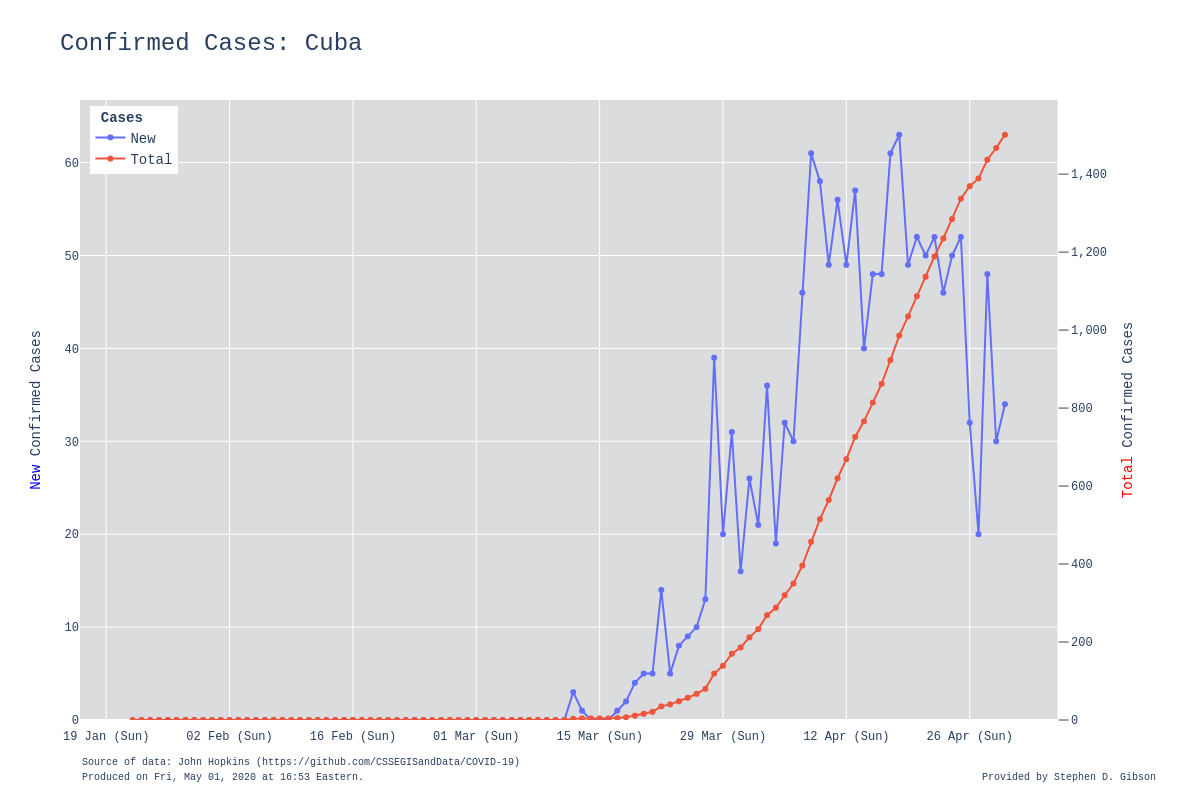 Confirmed Cases: Cuba
Cases
New
Total
60
50
40
30
20
10
0
New Confirmed Cases
1,400
1,200
1,000
800
600
400
200
0
Total Confirmed Cases
19 Jan (Sun) 02 Feb (Sun) 16 Feb (Sun) 01 Mar (Sun) 15 Mar (Sun) 29 Mar (Sun) 12 Apr (Sun) 26 Apr (Sun)
Source of data: John Hopkins (https://github.com/CSSEGISandData/COVID-19)
Produced on Fri, May 01, 2020 at 16:53 Eastern.
Provided by Stephen D. Gibson